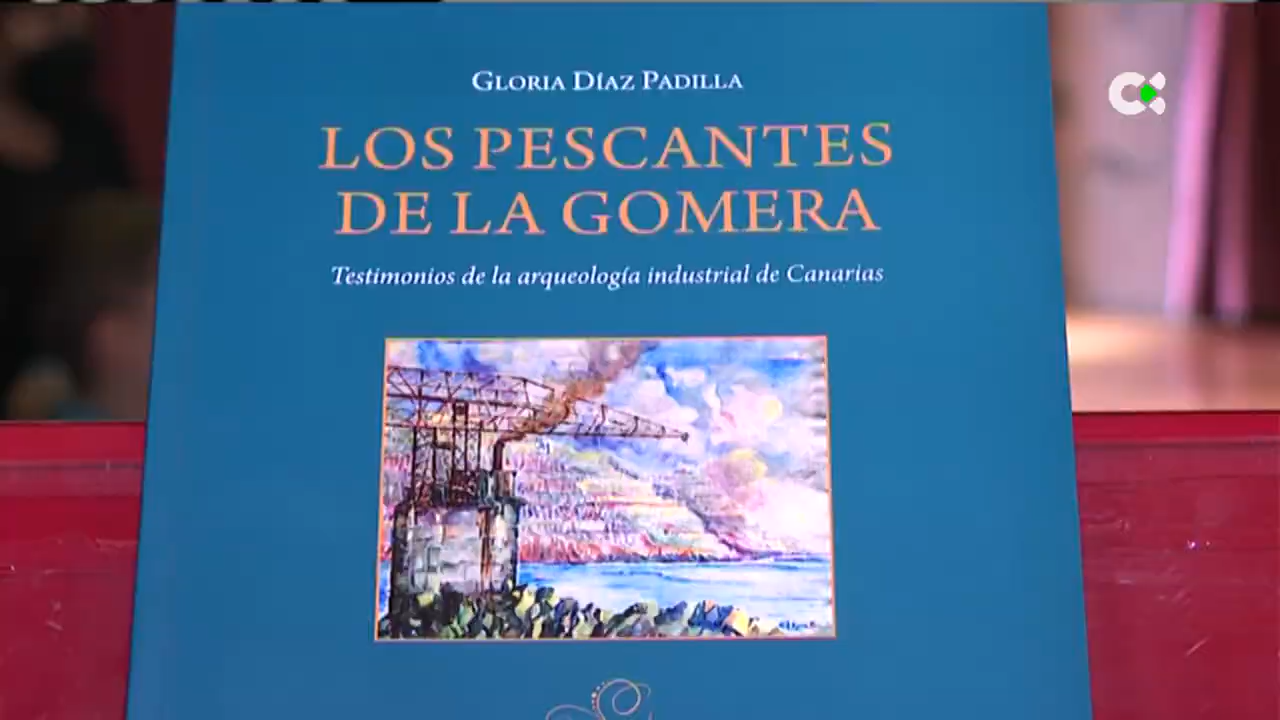 GLORIA DÍAZ PADILLA
LOS PESCANTES
DE LA GOMERA
Testimonios de la arqueología industrial de Canarias